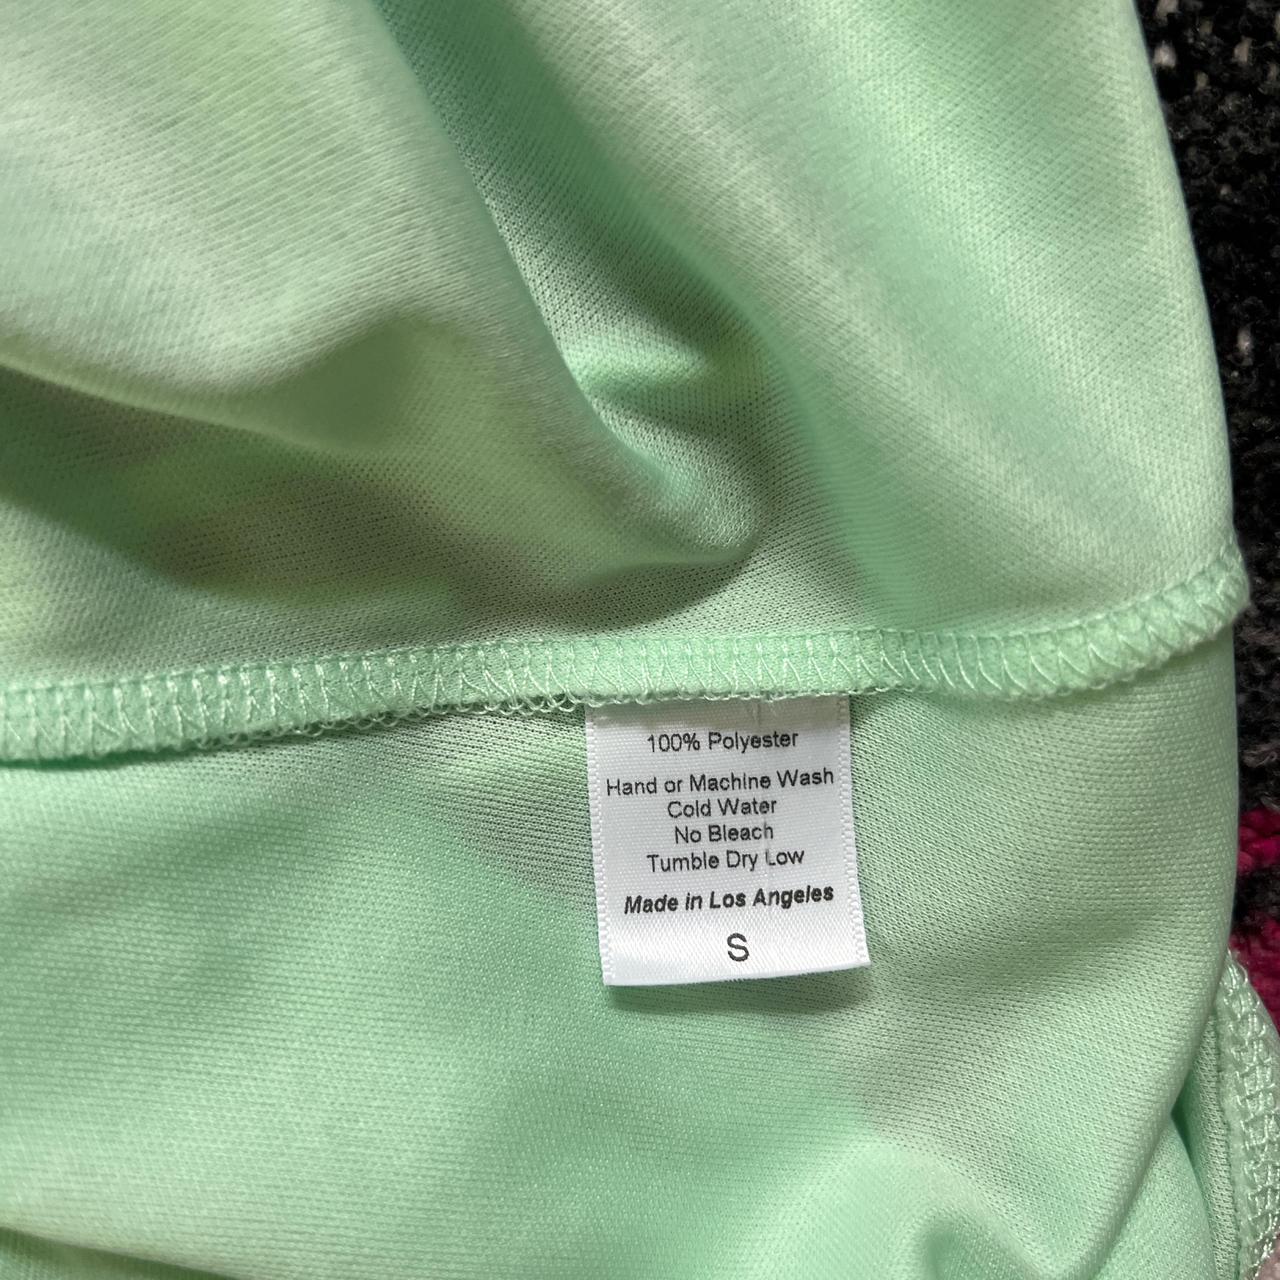 100% Polyester
Hand or Machine Wash
Cold Water
No Bleach
Tumble Dry Low
Made in Los Angeles
S